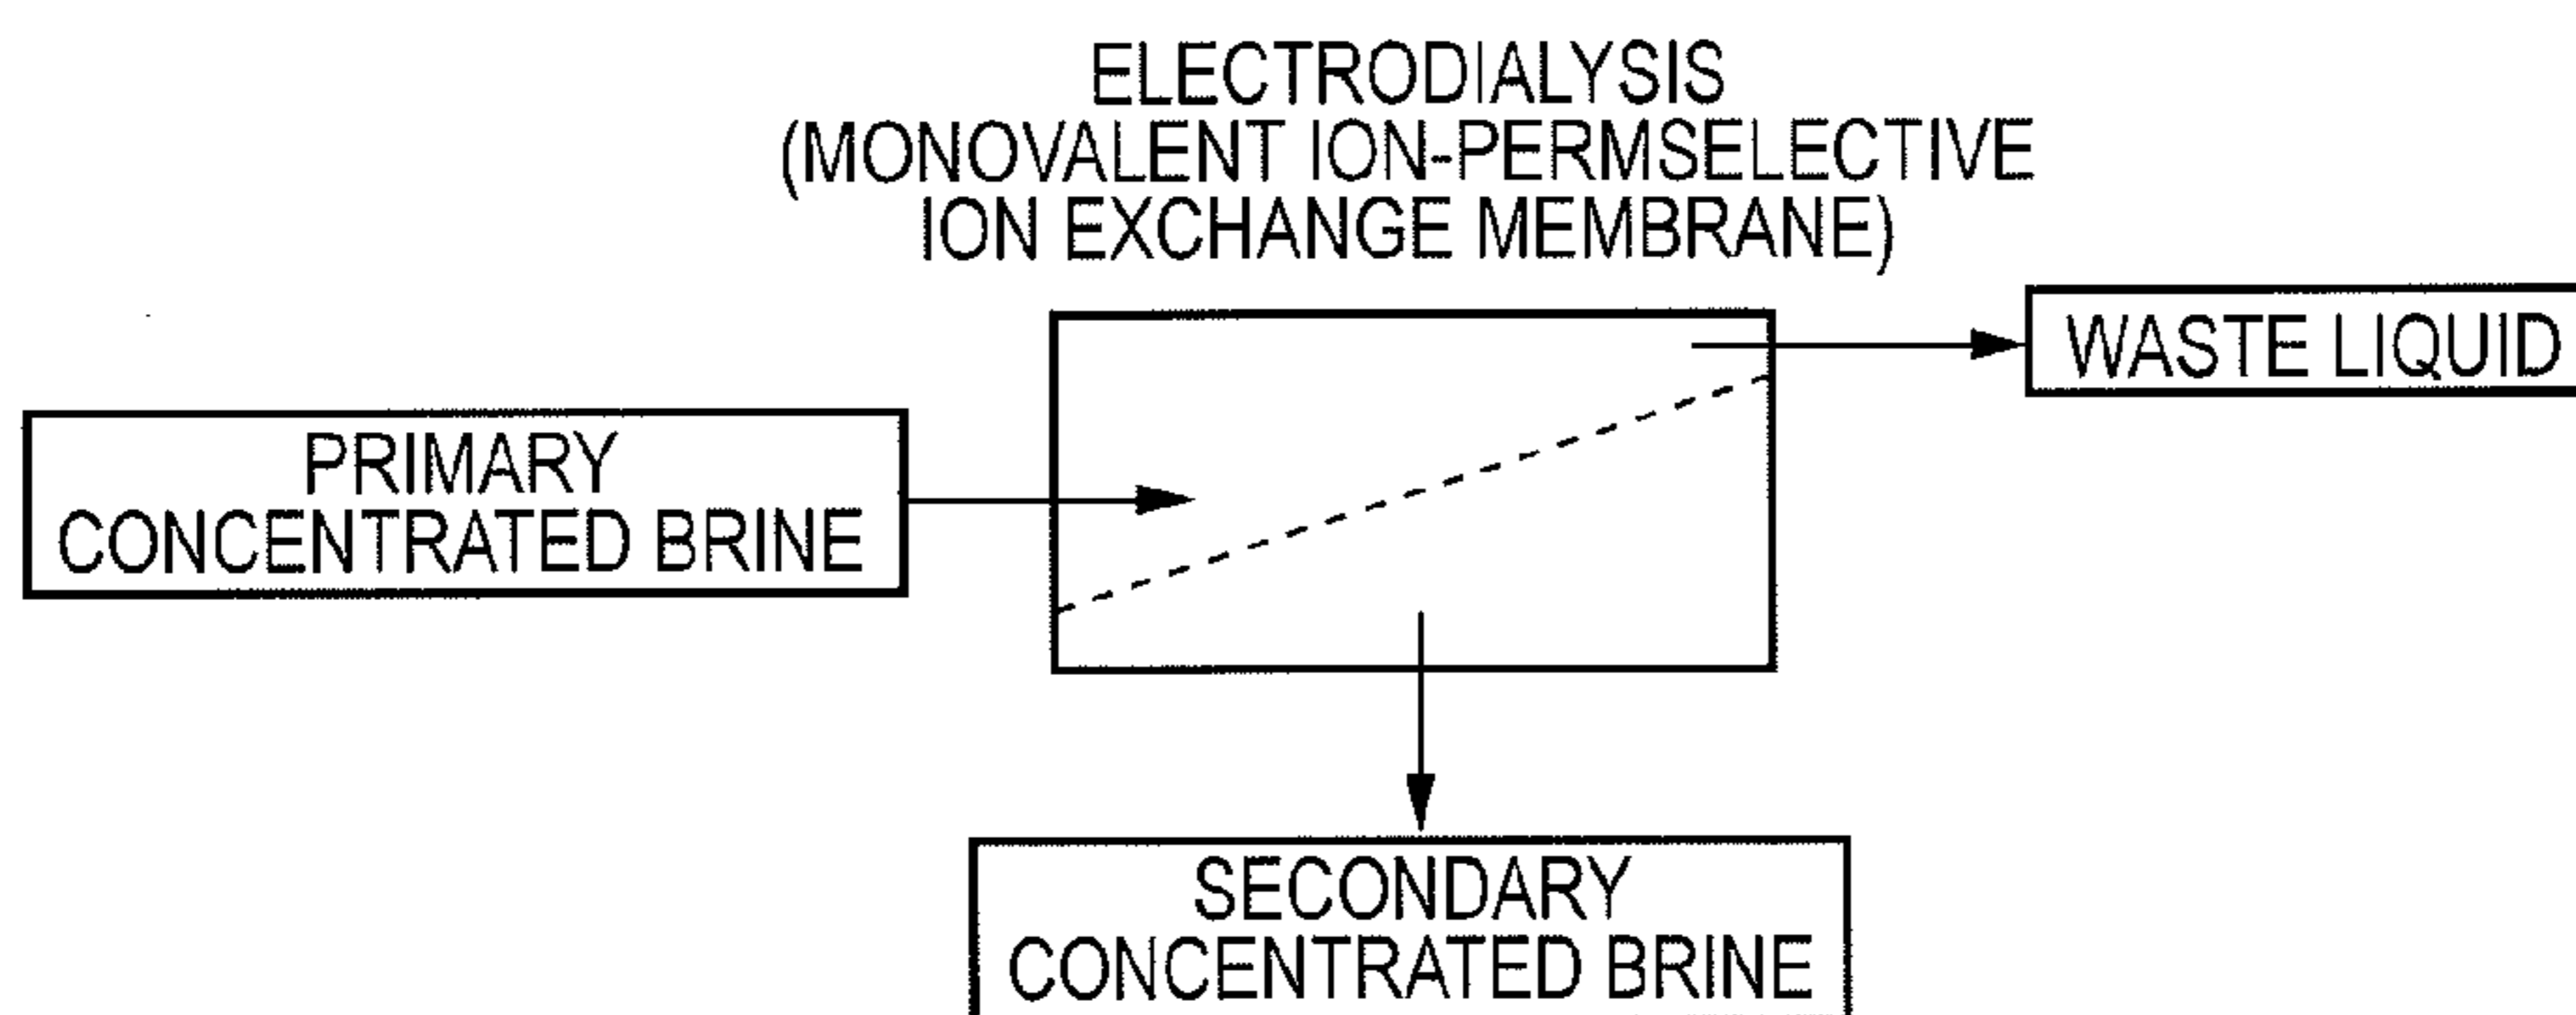 ELECTRODIALYSIS
(MONOVALENT ION-PERMSELECTIVE
ION EXCHANGE MEMBRANE)
WASTE LIQUID
PRIMARY
CONCENTRATED BRINE
SECONDARY
CONCENTRATED BRINE